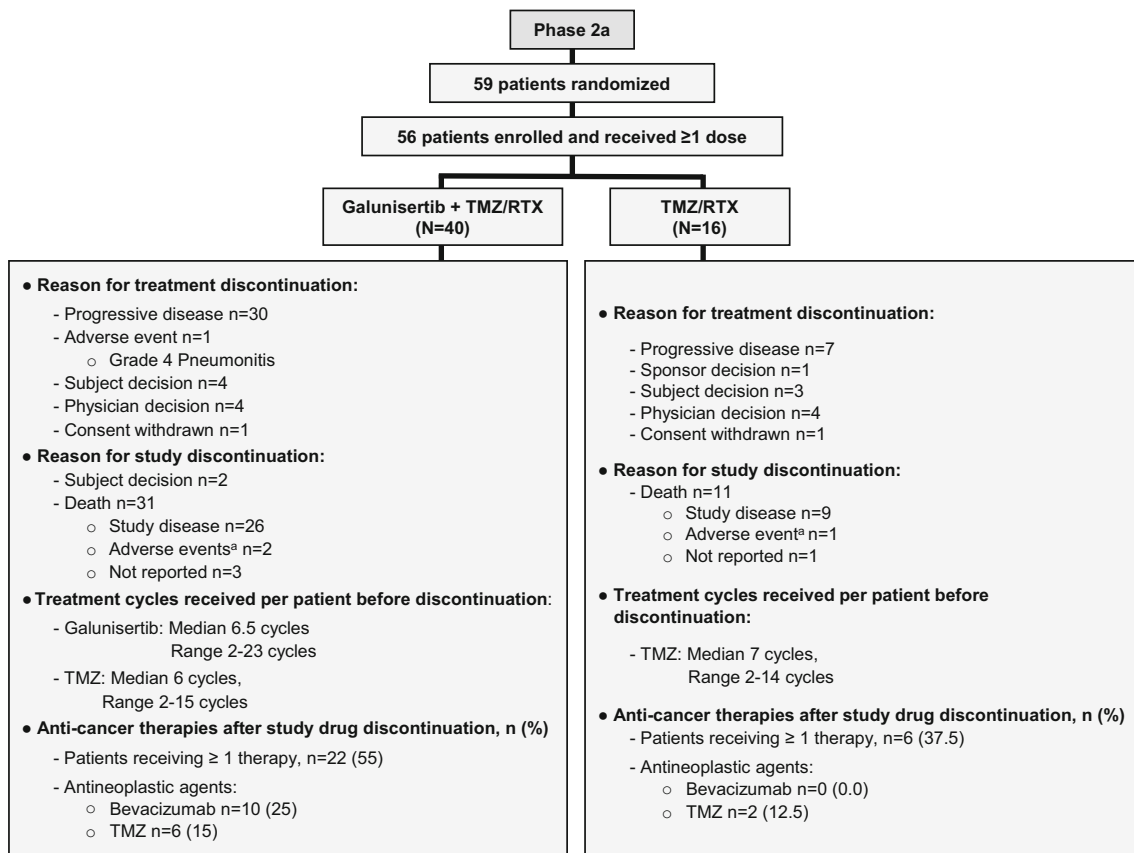 Phase 2a
59 patients randomized
56 patients enrolled and received ≥1 dose
Galunisertib + TMZ/RTX
(N=40)
TMZ/RTX
(N=16)
● Reason for treatment discontinuation:
- Progressive disease n=30
- Adverse event n=1
○ Grade 4 Pneumonitis
- Subject decision n=4
- Physician decision n=4
- Consent withdrawn n=1
● Reason for study discontinuation:
- Subject decision n=2
- Death n=31
○ Study disease n=26
○ Adverse eventsᵃ n=2
○ Not reported n=3
● Treatment cycles received per patient before discontinuation:
- Galunisertib: Median 6.5 cycles
Range 2-23 cycles
- TMZ: Median 6 cycles,
Range 2-15 cycles
● Anti-cancer therapies after study drug discontinuation, n (%)
- Patients receiving ≥ 1 therapy, n=22 (55)
- Antineoplastic agents:
○ Bevacizumab n=10 (25)
○ TMZ n=6 (15)
● Reason for treatment discontinuation:
- Progressive disease n=7
- Sponsor decision n=1
- Subject decision n=3
- Physician decision n=4
- Consent withdrawn n=1
● Reason for study discontinuation:
- Death n=11
○ Study disease n=9
○ Adverse eventᵃ n=1
○ Not reported n=1
● Treatment cycles received per patient before
discontinuation:
- TMZ: Median 7 cycles,
Range 2-14 cycles
● Anti-cancer therapies after study drug discontinuation, n (%)
- Patients receiving ≥ 1 therapy, n=6 (37.5)
- Antineoplastic agents:
○ Bevacizumab n=0 (0.0)
○ TMZ n=2 (12.5)